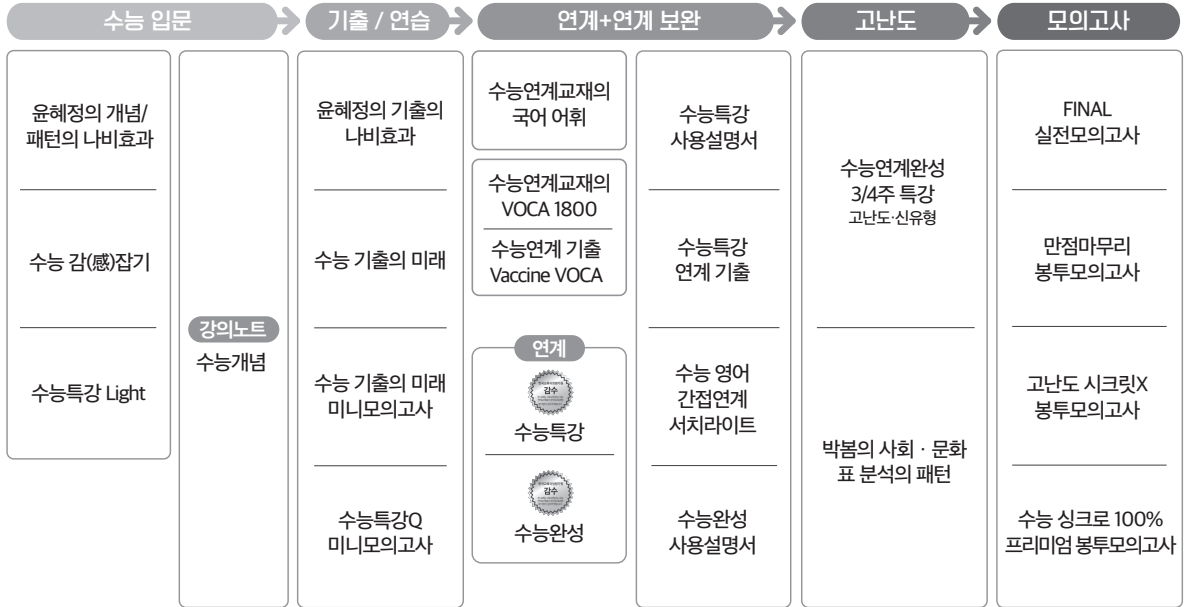 수능 입문
기출 / 연습
연계+연계 보완
고난도
모의고사
윤혜정의 개념/
패턴의 나비효과
수능 감(感)잡기
수능특강 Light
강의노트
수능개념
윤혜정의 기출의
나비효과
수능 기출의 미래
수능 기출의 미래
미니모의고사
수능특강Q
미니모의고사
수능연계교재의
국어 어휘
수능연계교재의
VOCA 1800
수능연계 기출
Vaccine VOCA
연계
감수
수능특강
감수
수능완성
수능특강
사용설명서
수능특강
연계 기출
수능 영어
간접연계
서치라이트
수능완성
사용설명서
수능연계완성
3/4주 특강
고난도·신유형
박봄의 사회 · 문화
표 분석의 패턴
FINAL
실전모의고사
만점마무리
봉투모의고사
고난도 시크릿X
봉투모의고사
수능 싱크로 100%
프리미엄 봉투모의고사